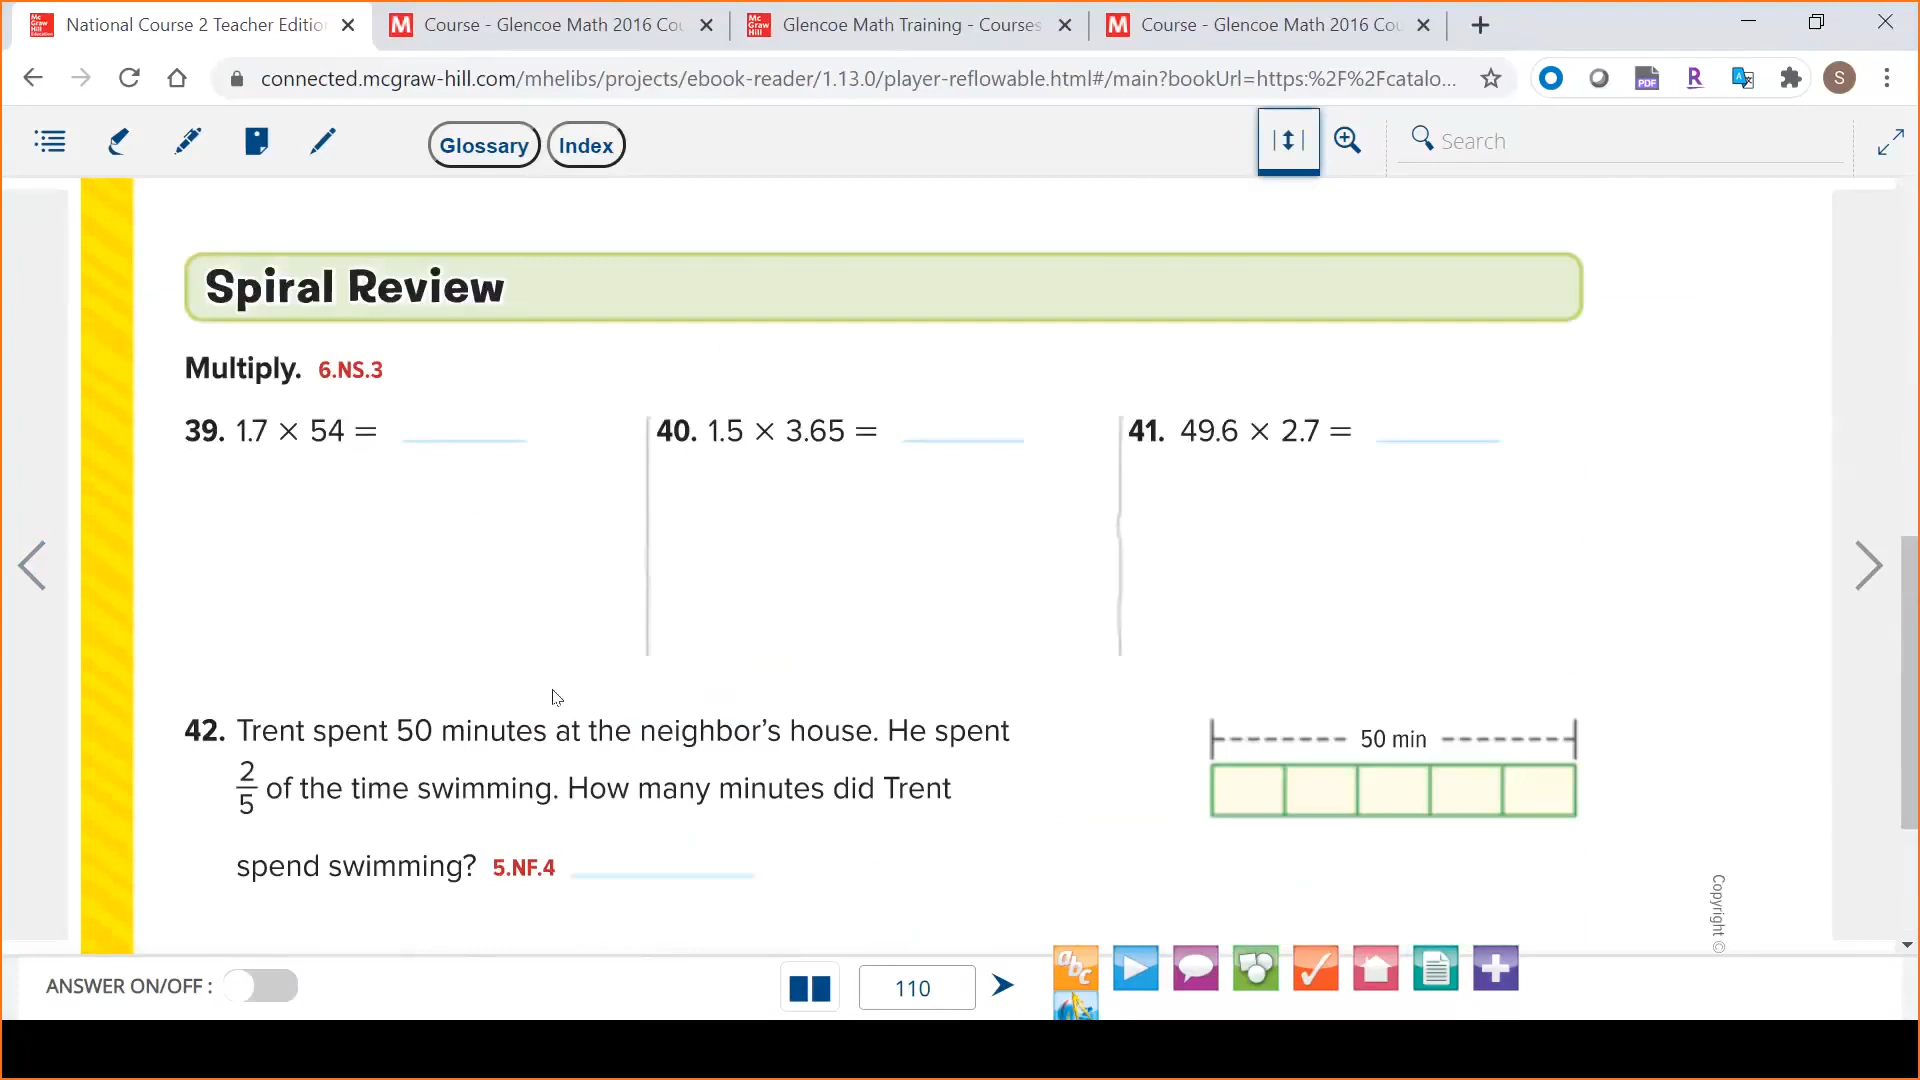 National Course 2 Teacher Editio
Course - Glencoe Math 2016 Co
Glencoe Math Training - Courses
Course - Glencoe Math 2016 Co
connected.mcgraw-hill.com/mhelibs/projects/ebook-reader/1.13.0/player-reflowable.html#/main?bookUrl=https:%2F%2Fcatalo...
PDF
R
S
Glossary
Index
Search
Spiral Review
Multiply. 6.NS.3
39. 1.7 × 54 =
40. 1.5 × 3.65 =
41. 49.6 × 2.7 =
42. Trent spent 50 minutes at the neighbor's house. He spent
2/5 of the time swimming. How many minutes did Trent
spend swimming? 5.NF.4
50 min
Copyright ©
ANSWER ON/OFF :
110
abc